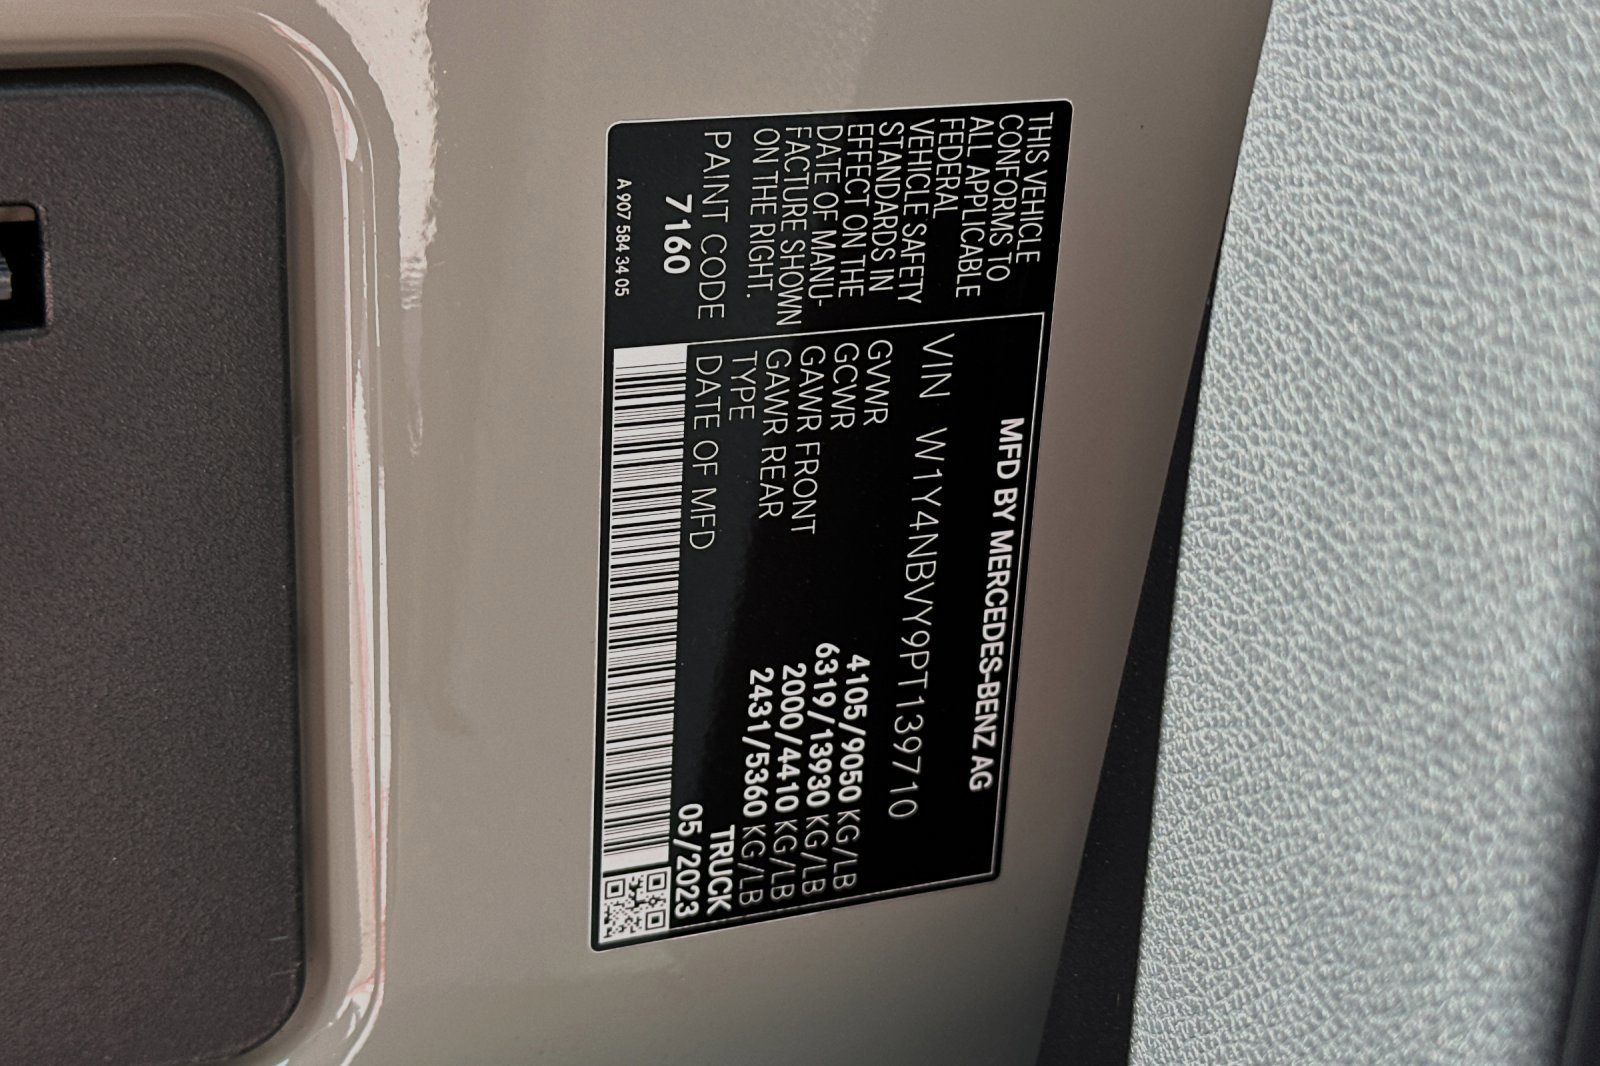 MFD BY MERCEDES-BENZ AG
THIS VEHICLE
CONFORMS TO
ALL APPLICABLE
FEDERAL
VEHICLE SAFETY
STANDARDS IN
EFFECT ON THE
DATE OF MANU-
FACTURE SHOWN
ON THE RIGHT.
PAINT CODE
7160
A 907 584 34 05
VIN W1Y4NBVY9PT139710
GVWR 4105/9050 KG/LB
GCWR 6319/13930 KG/LB
GAWR FRONT 2000/4410 KG/LB
GAWR REAR 2431/5360 KG/LB
TYPE TRUCK
DATE OF MFD 05/2023